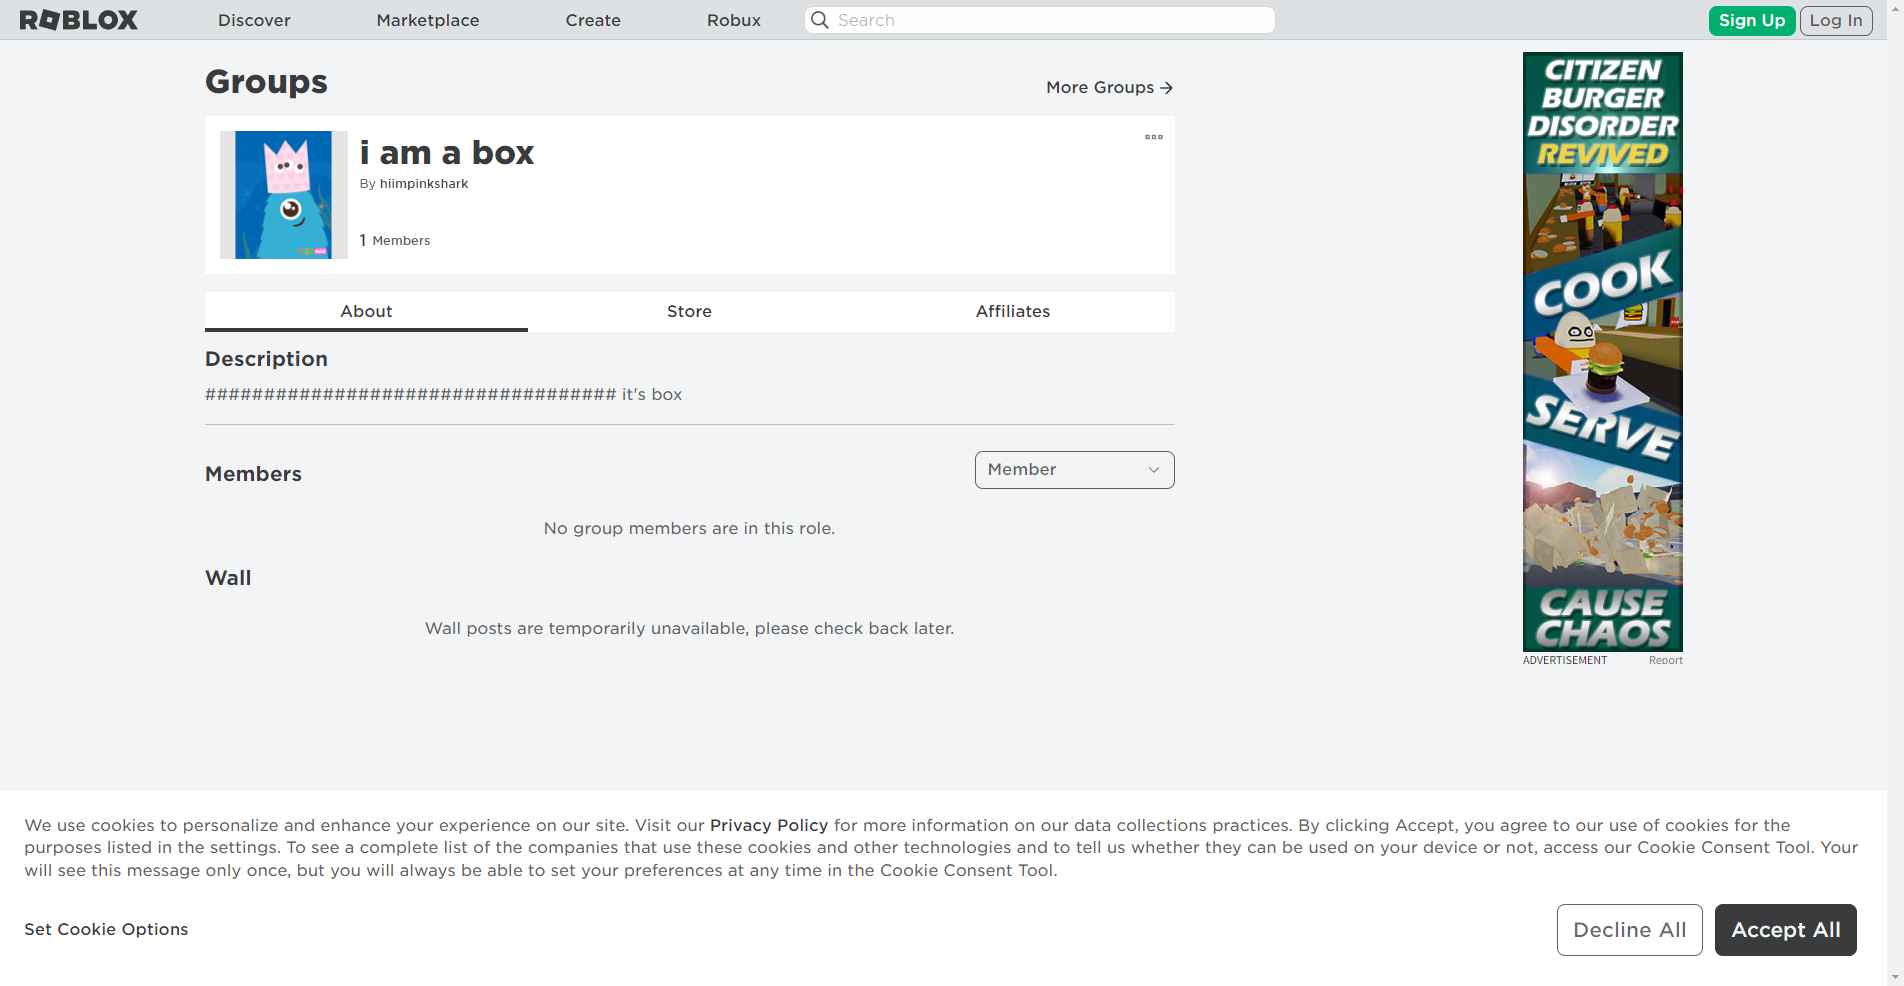 ROBLOX
Discover
Marketplace
Create
Robux
Search
Sign Up
Log In
Groups
More Groups
i am a box
By hiimpinkshark
1 Members
About
Store
Affiliates
Description
################################### it's box
Members
Member
No group members are in this role.
Wall
Wall posts are temporarily unavailable, please check back later.
CITIZEN
BURGER
DISORDER
REVIVED
COOK
SERVE
CAUSE
CHAOS
ADVERTISEMENT
Report
We use cookies to personalize and enhance your experience on our site. Visit our Privacy Policy for more information on our data collections practices. By clicking Accept, you agree to our use of cookies for the
purposes listed in the settings. To see a complete list of the companies that use these cookies and other technologies and to tell us whether they can be used on your device or not, access our Cookie Consent Tool. Your
will see this message only once, but you will always be able to set your preferences at any time in the Cookie Consent Tool.
Set Cookie Options
Decline All
Accept All